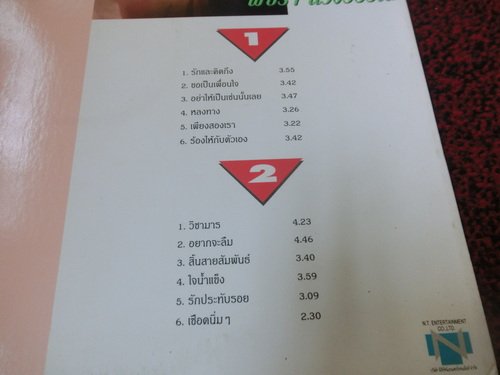 1
1. รักและคิดถึง 3.55
2. ขอเป็นเพื่อนใจ 3.42
3. อย่าให้เป็นเช่นนั้นเลย 3.47
4. หลงทาง 3.26
5. เพียงสองเรา 3.22
6. ร้องไห้กับตัวเอง 3.42
2
1. วิชามาร 4.23
2. อยากจะลืม 4.46
3. สิ้นสายสัมพันธ์ 3.40
4. ใจน้ำแข็ง 3.59
5. รักประทับรอย 3.09
6. เชือดนิ่มๆ 2.30
N.T. ENTERTAINMENT
CO.,LTD.
N